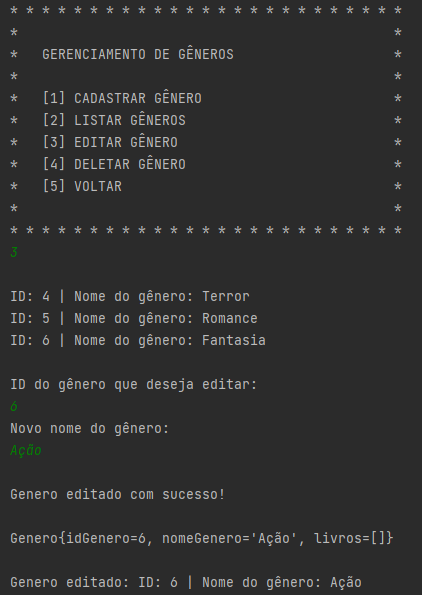 * * * * * * * * * * * * * * * * * * * * * * * * *
* *
* GERENCIAMENTO DE GÊNEROS *
* *
* [1] CADASTRAR GÊNERO *
* [2] LISTAR GÊNEROS *
* [3] EDITAR GÊNERO *
* [4] DELETAR GÊNERO *
* [5] VOLTAR *
* *
* * * * * * * * * * * * * * * * * * * * * * * * *
3
ID: 4 | Nome do gênero: Terror
ID: 5 | Nome do gênero: Romance
ID: 6 | Nome do gênero: Fantasia
ID do gênero que deseja editar:
6
Novo nome do gênero:
Ação
Genero editado com sucesso!
Genero{idGenero=6, nomeGenero='Ação', livros=[]}
Genero editado: ID: 6 | Nome do gênero: Ação